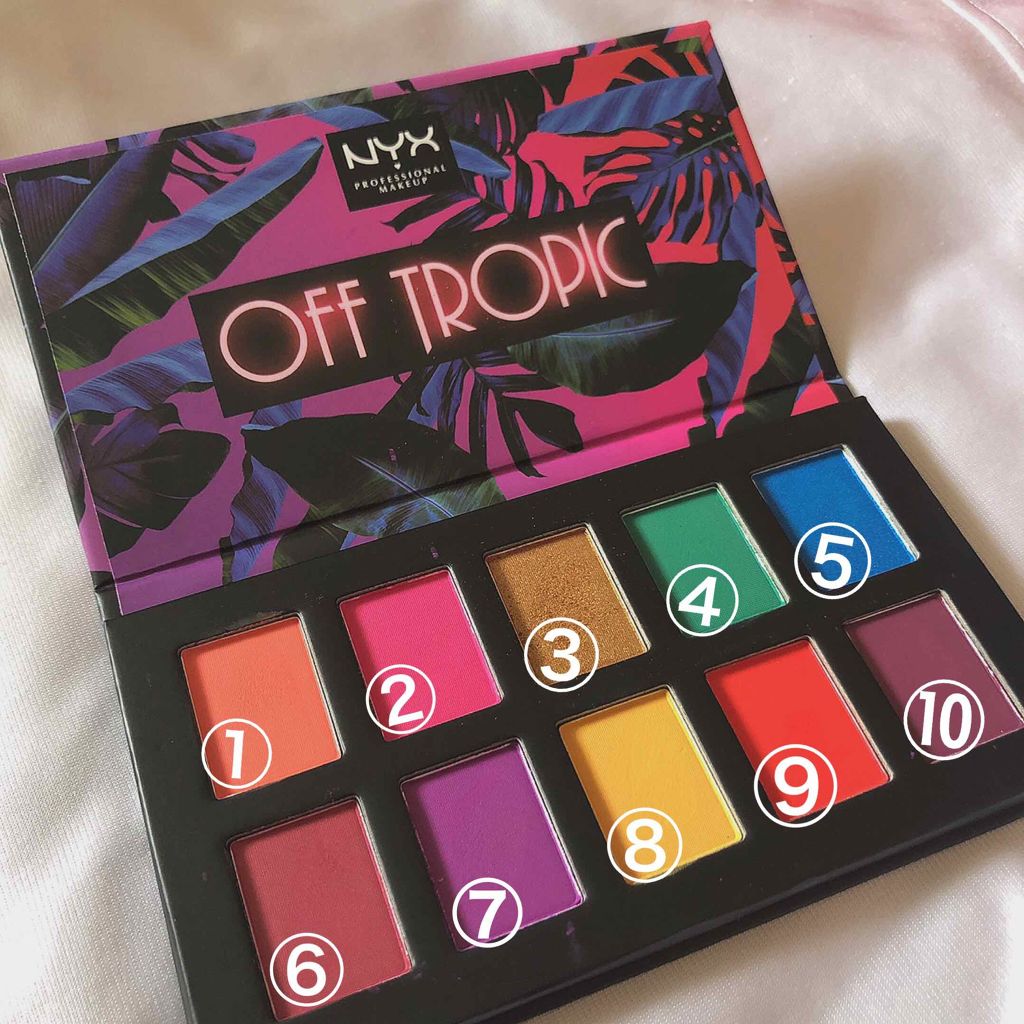 NYX
PROFESSIONAL
MAKEUP
OFF TROPIC
① ② ③ ④ ⑤
⑥ ⑦ ⑧ ⑨ ⑩